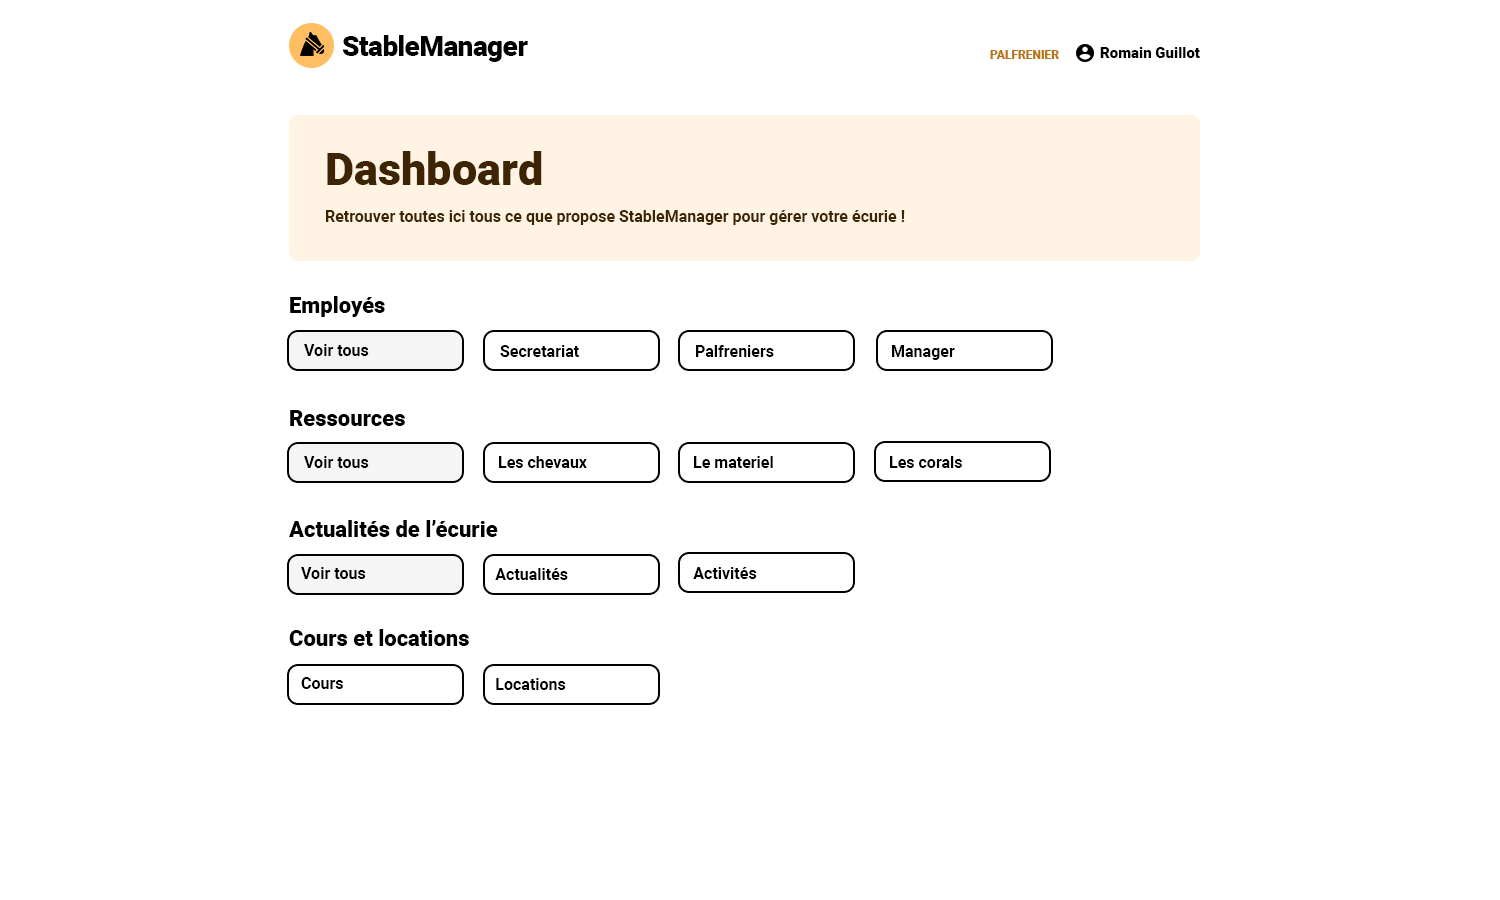 StableManager
PALFRENIER
Romain Guillot
Dashboard
Retrouver toutes ici tous ce que propose StableManager pour gérer votre écurie !
Employés
Voir tous
Secretariat
Palfreniers
Manager
Ressources
Voir tous
Les chevaux
Le materiel
Les corals
Actualités de l’écurie
Voir tous
Actualités
Activités
Cours et locations
Cours
Locations